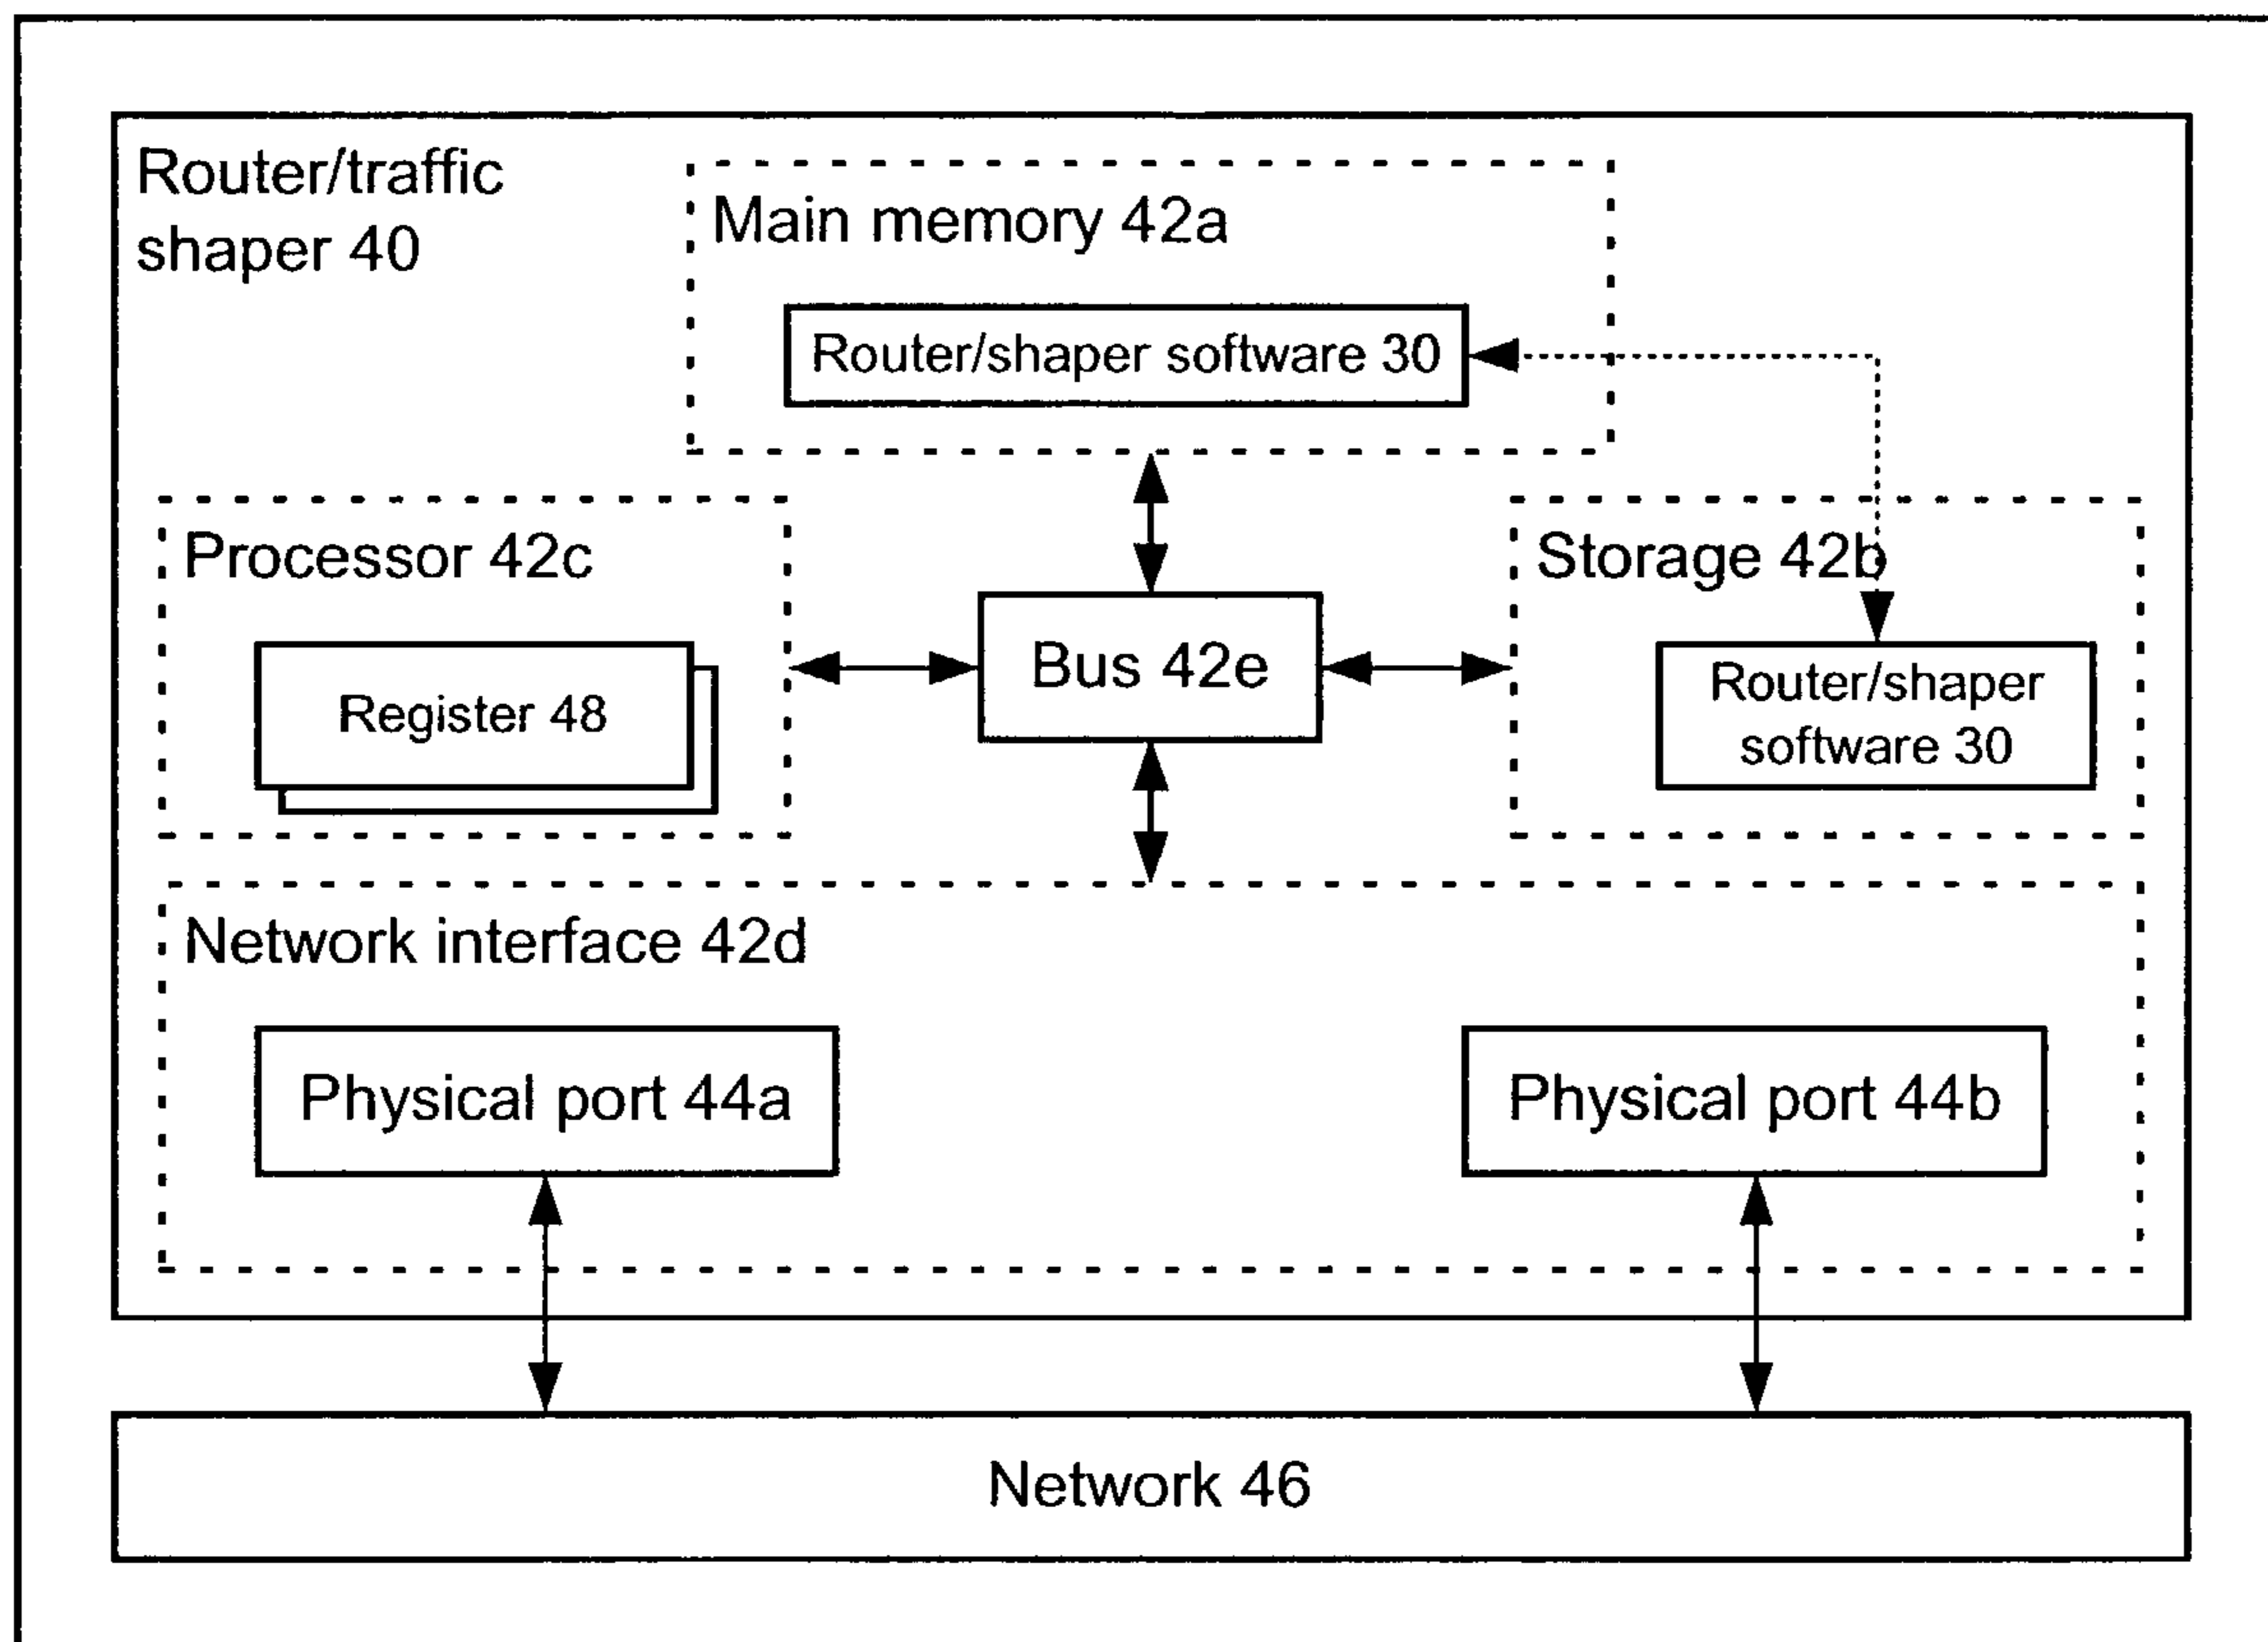 Router/traffic
shaper 40
Main memory 42a
Router/shaper software 30
Processor 42c
Register 48
Bus 42e
Storage 42b
Router/shaper
software 30
Network interface 42d
Physical port 44a
Physical port 44b
Network 46